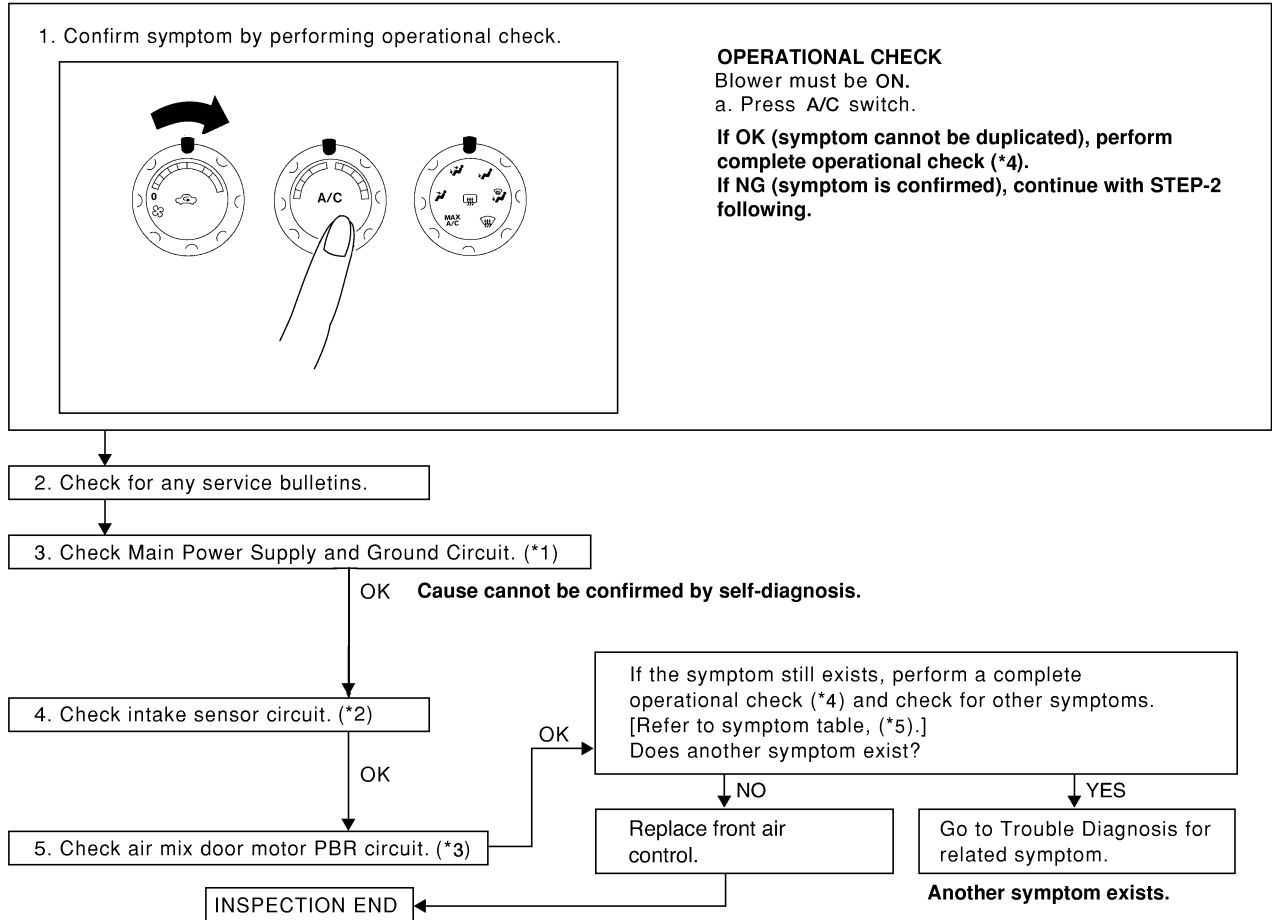 1. Confirm symptom by performing operational check.
0
A/C
MAX
A/C
OPERATIONAL CHECK
Blower must be ON.
a. Press A/C switch.
If OK (symptom cannot be duplicated), perform
complete operational check (*4).
If NG (symptom is confirmed), continue with STEP-2
following.
2. Check for any service bulletins.
3. Check Main Power Supply and Ground Circuit. (*1)
OK
Cause cannot be confirmed by self-diagnosis.
4. Check intake sensor circuit. (*2)
OK
5. Check air mix door motor PBR circuit. (*3)
OK
If the symptom still exists, perform a complete
operational check (*4) and check for other symptoms.
[Refer to symptom table, (*5).]
Does another symptom exist?
NO
YES
Replace front air
control.
Go to Trouble Diagnosis for
related symptom.
Another symptom exists.
INSPECTION END